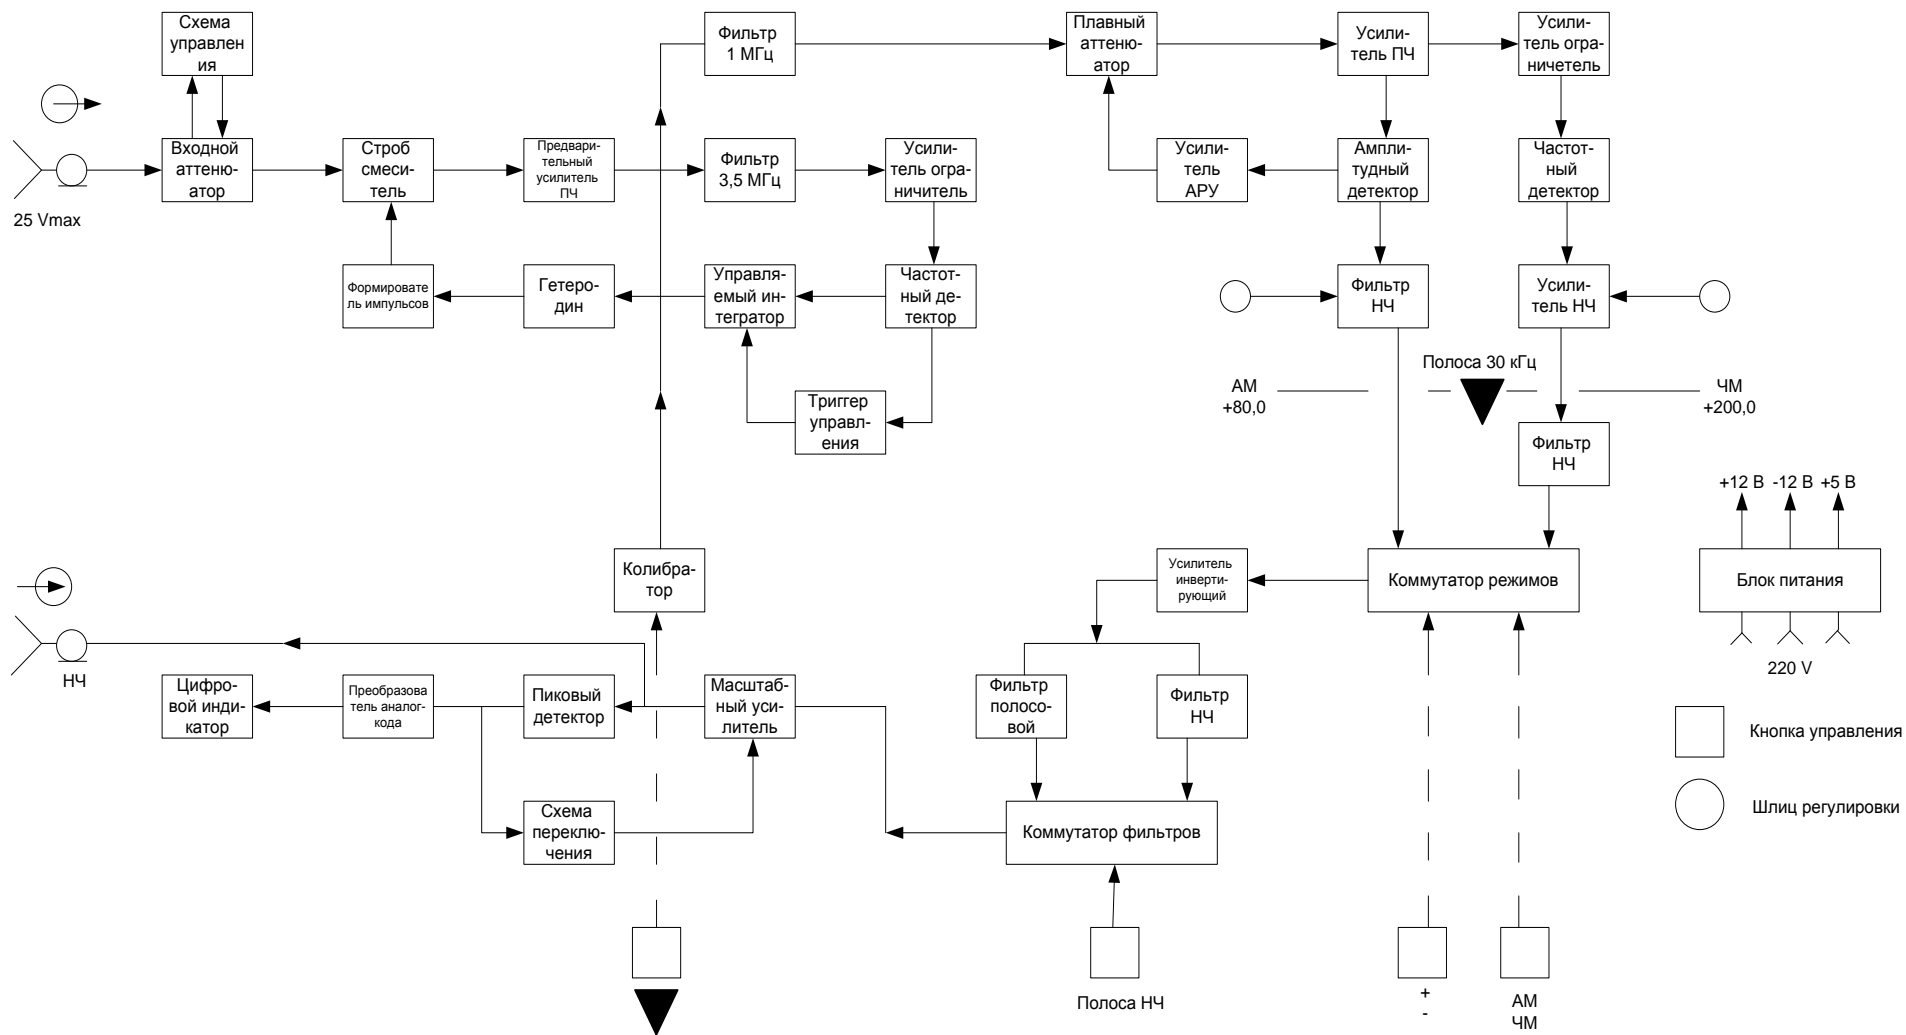 Схема
управлен
ия
Фильтр
1 МГц
Плавный
аттеню-
атор
Усили-
тель ПЧ
Усили-
тель огра-
ничетель
Входной
аттеню-
атор
Строб
смеси-
тель
Предвари-
тельный
усилитель
ПЧ
Фильтр
3,5 МГц
Усили-
тель огра-
ничитель
Усили-
тель
АРУ
Ампли-
тудный
детектор
Частот-
ный
детектор
25 Vmax
Формировате
ль импульсов
Гетеро-
дин
Управля-
емый ин-
тегратор
Частот-
ный де-
тектор
Фильтр
НЧ
Усили-
тель НЧ
Полоса 30 кГц
АМ
+80,0
ЧМ
+200,0
Триггер
управл-
ения
Фильтр
НЧ
+12 В
-12 В
+5 В
Колибра-
тор
Усилитель
инверти-
рующий
Коммутатор режимов
Блок питания
220 V
НЧ
Цифро-
вой инди-
катор
Преобразова
тель аналог-
кода
Пиковый
детектор
Масштаб-
ный уси-
литель
Фильтр
полосо-
вой
Фильтр
НЧ
Кнопка управления
Шлиц регулировки
Схема
переклю-
чения
Коммутатор фильтров
Полоса НЧ
+
-
АМ
ЧМ